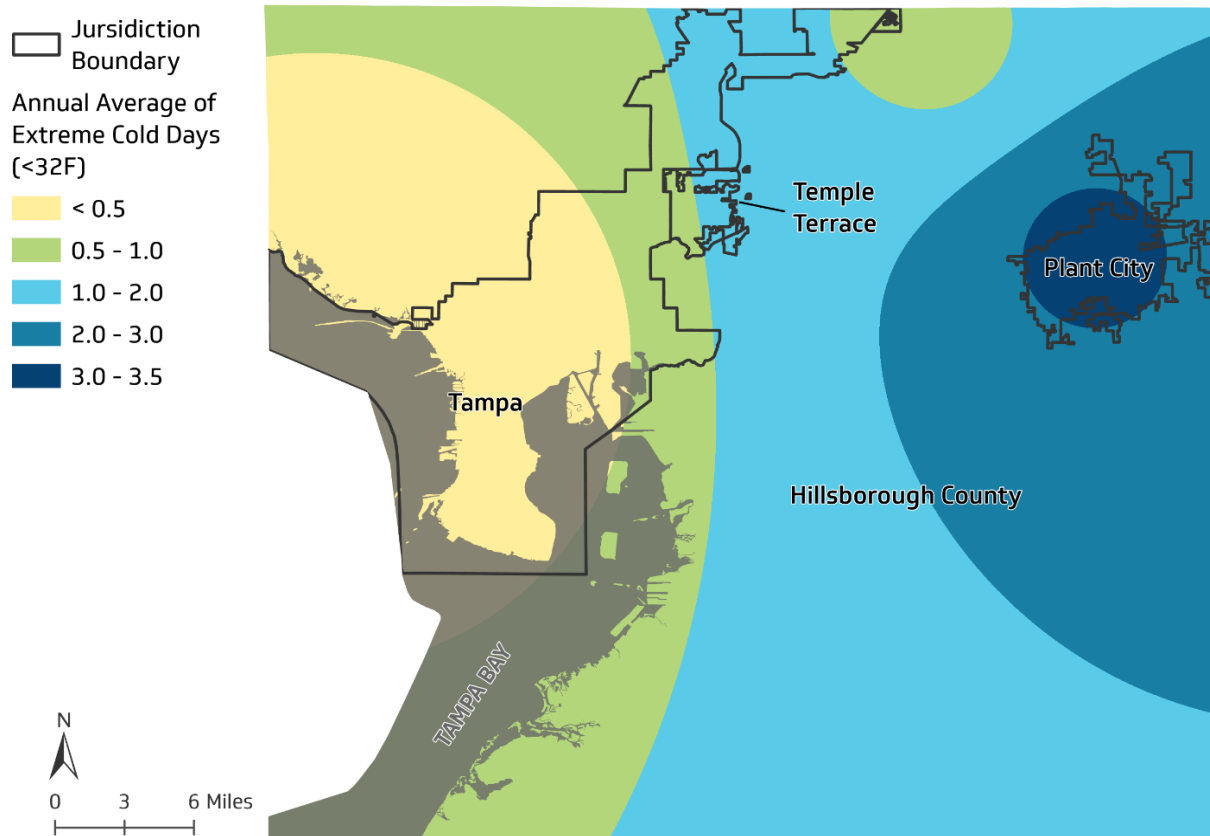 Jursidiction
Boundary
Annual Average of
Extreme Cold Days
(<32F)
< 0.5
0.5 - 1.0
1.0 - 2.0
2.0 - 3.0
3.0 - 3.5
Temple
Terrace
Plant City
Tampa
Hillsborough County
TAMPA BAY
N
0 3 6 Miles